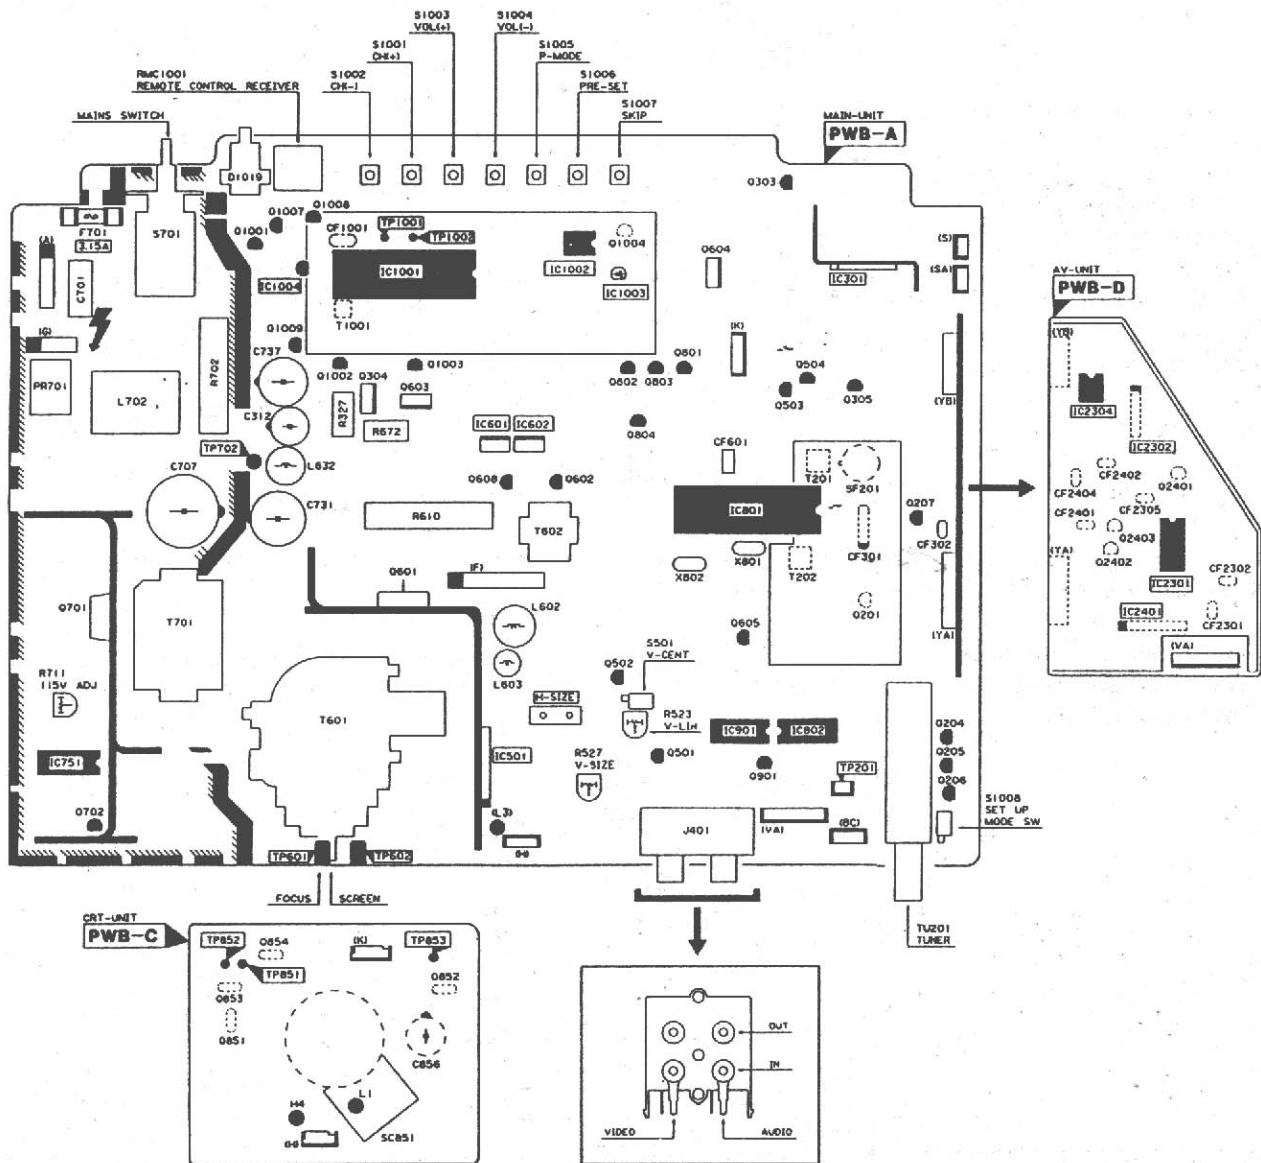 S1003
VOL(+)
S1004
VOL(-)
S1001
CH(+)
S1005
P-MODE
RMC1001
REMOTE CONTROL RECEIVER
S1002
CH(-)
S1006
PRE-SET
S1007
SKIP
MAINS SWITCH
MAIN-UNIT
PWB-A
D1019
Q303
F701
3.15A
S701
Q1001
Q1007
Q1008
CF1001
TP1001
TP1002
Q1004
(A)
C701
IC1004
IC1001
IC1002
IC1003
Q604
IC301
(S)
(SA)
AV-UNIT
PWB-D
T1001
(G)
Q1009
C737
R702
PR701
L702
Q1002
Q304
Q1003
Q603
Q802
Q803
Q801
(K)
Q504
Q503
Q305
(YB)
(YB)
IC2304
IC2302
C312
R327
R672
IC601
IC602
Q804
TP702
L632
CF601
T201
SF201
CF2402
CF2404
Q2401
C707
C731
Q608
Q602
R610
T602
IC801
Q207
CF2305
CF2401
Q2403
Q2402
X802
X801
CF301
CF302
T202
(YA)
IC2301
CF2302
Q701
T701
Q601
(F)
L602
Q201
(YA)
IC2401
CF2301
(VA)
Q605
S501
V-CENT
Q502
L603
R711
115V ADJ
T601
H-SIZE
R523
V-LIN
IC501
R527
V-SIZE
Q501
IC901
IC802
Q901
TP201
Q204
Q205
Q206
IC751
Q702
S1008
SET UP
MODE SW
(L3)
(H)
J401
(VA)
(BC)
TP601
TP602
FOCUS
SCREEN
TU201
TUNER
CRT-UNIT
PWB-C
TP852
Q854
(K)
TP853
TP851
Q853
Q852
Q851
C856
OUT
IN
H4
L1
(H)
SC851
VIDEO
AUDIO